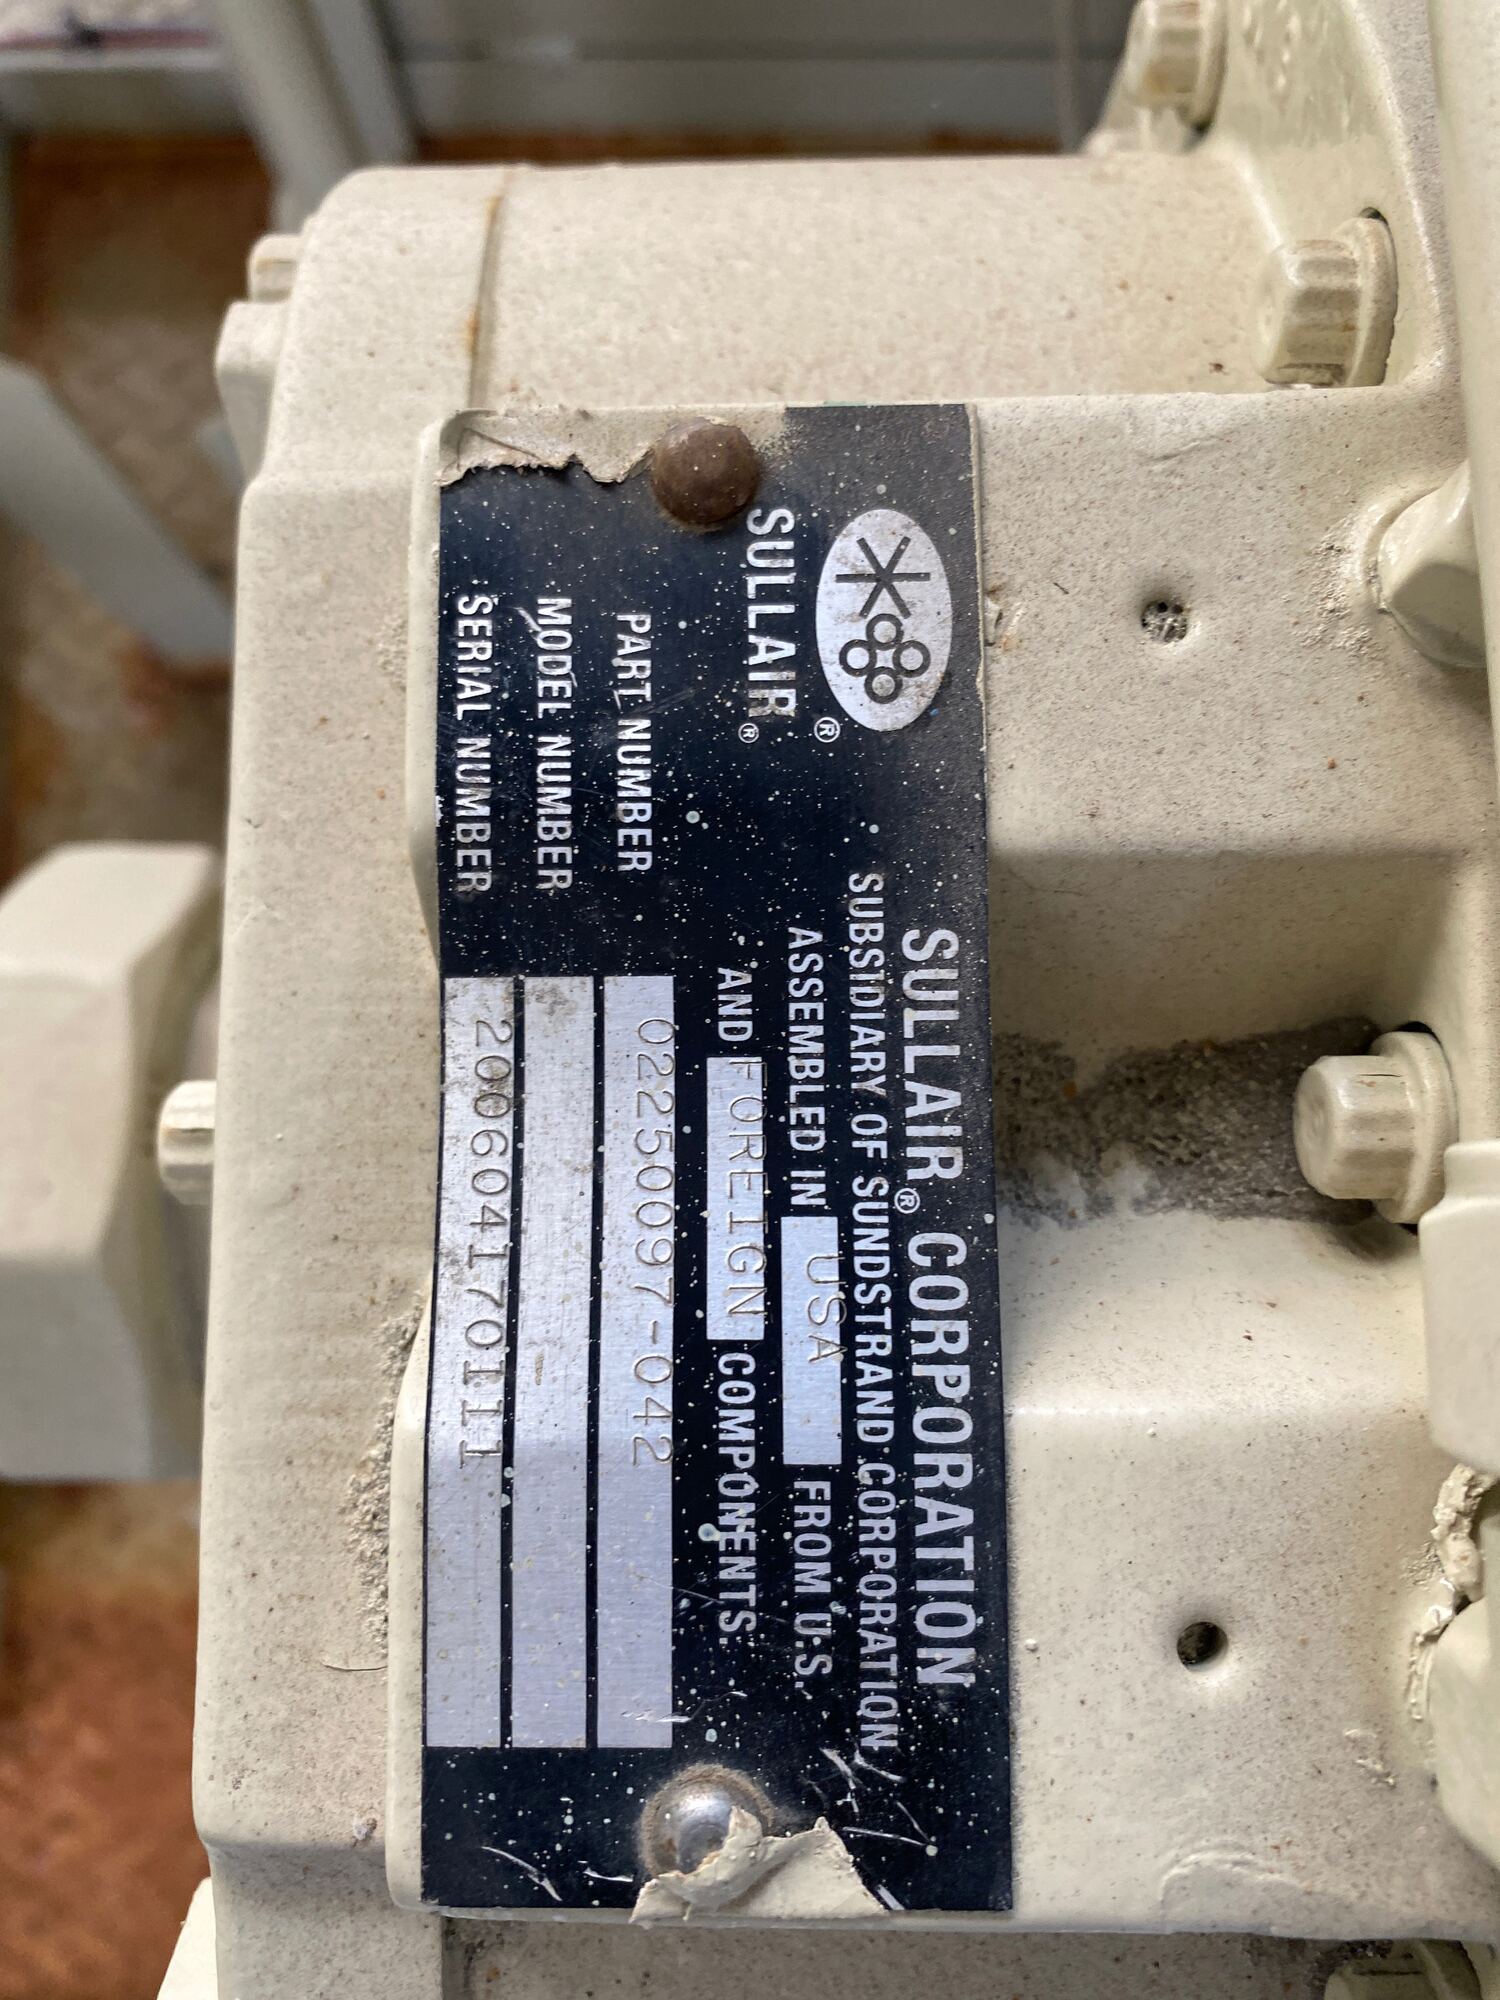 SULLAIR® CORPORATION
SUBSIDIARY OF SUNDSTRAND CORPORATION
®
SULLAIR®
ASSEMBLED IN USA FROM U.S.
AND FOREIGN COMPONENTS.
PART NUMBER 02250097-042
MODEL NUMBER
SERIAL NUMBER 200604170111